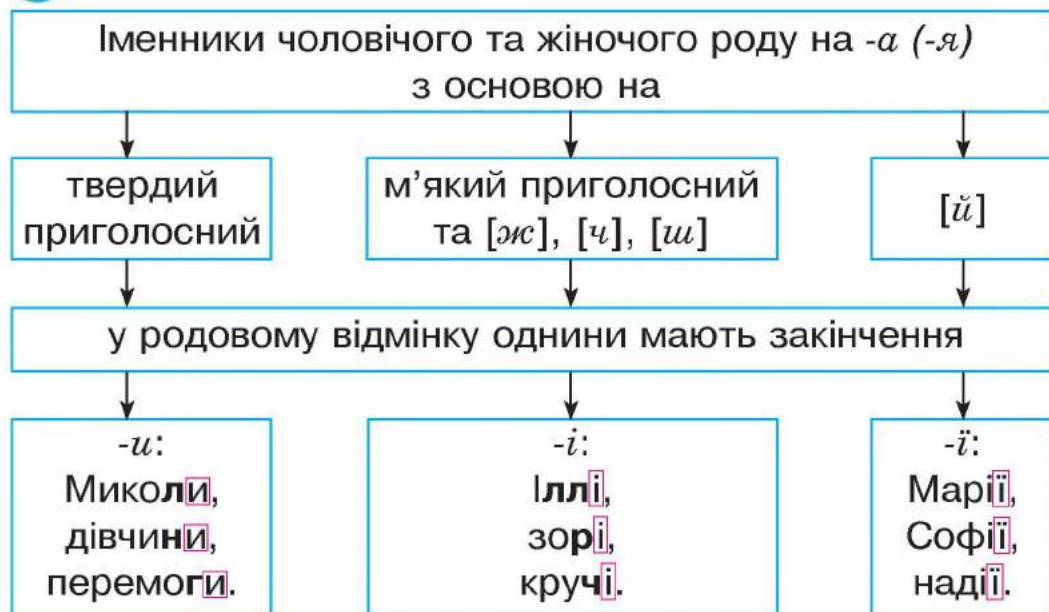 Іменники чоловічого та жіночого роду на -а (-я)
з основою на
твердий
приголосний
м’який приголосний
та [ж], [ч], [ш]
[й]
у родовому відмінку однини мають закінчення
-и:
Миколи,
дівчини,
перемоги.
-і:
Іллі,
зорі,
кручі.
-ї:
Марії,
Софії,
надії.